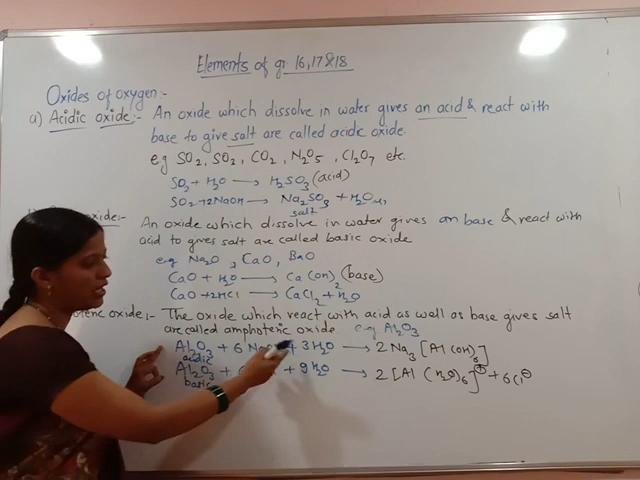 Elements of gr 16,17&18
Oxides of oxygen:-
a) Acidic oxide:- An oxide which dissolve in water gives an acid & react with
base to give salt are called acidic oxide.
eg SO2, SO2, CO2, N2O5, Cl2O7 etc.
SO2 + H2O → H2SO3 (acid)
SO2 + 2NaOH → Na2SO3 + H2O
salt
oxide:- An oxide which dissolve in water gives an base & react with
acid to gives salt are called basic oxide
eg Na2O, CaO, BaO
CaO + H2O → Ca(OH)2 (base)
CaO + 2HCl → CaCl2 + H2O
oxide:- The oxide which react with acid as well as base gives salt
are called amphoteric oxide. eg Al2O3
Al2O3 + 6 + 3H2O → 2 Na3 [Al(OH)6]
acidic
Al2O3 + + 9H2O → 2 [Al (H2O)6]+ + 6Cl⊖
basic